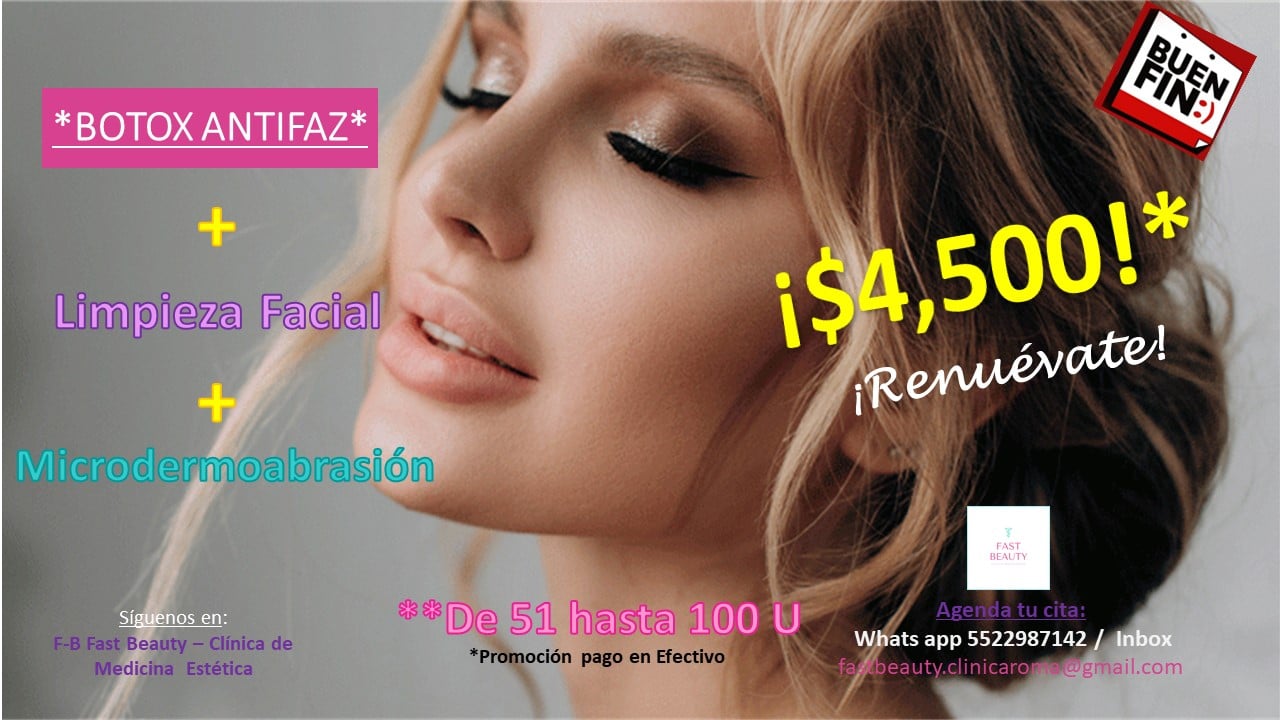 *BOTOX ANTIFAZ*
+
Limpieza Facial
+
Microdermoabrasión
BUEN
FIN:)
¡$4,500!*
¡Renuévate!
FAST
BEAUTY
Síguenos en:
F-B Fast Beauty – Clínica de
Medicina Estética
**De 51 hasta 100 U
*Promoción pago en Efectivo
Agenda tu cita:
Whats app 5522987142 / Inbox
fastbeauty.clinicaroma@gmail.com